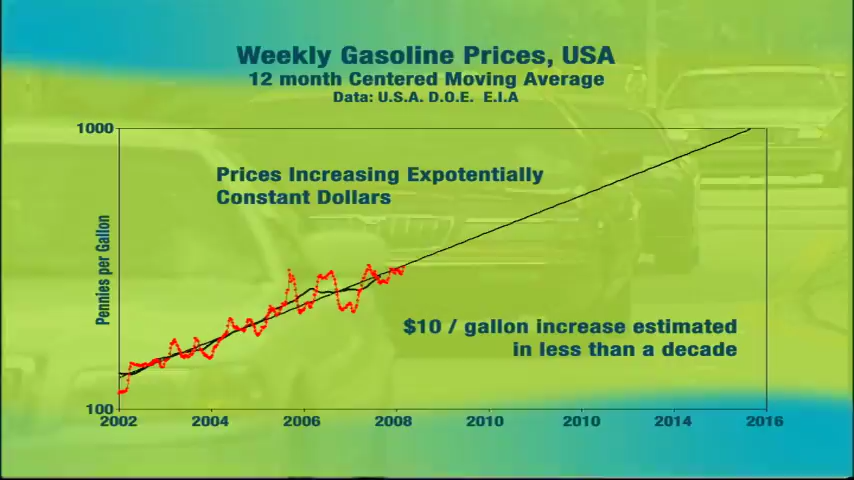 Weekly Gasoline Prices, USA
12 month Centered Moving Average
Data: U.S.A. D.O.E. E.I.A
1000
Prices Increasing Expotentially
Constant Dollars
Pennies per Gallon
$10 / gallon increase estimated
in less than a decade
100
2002 2004 2006 2008 2010 2010 2014 2016